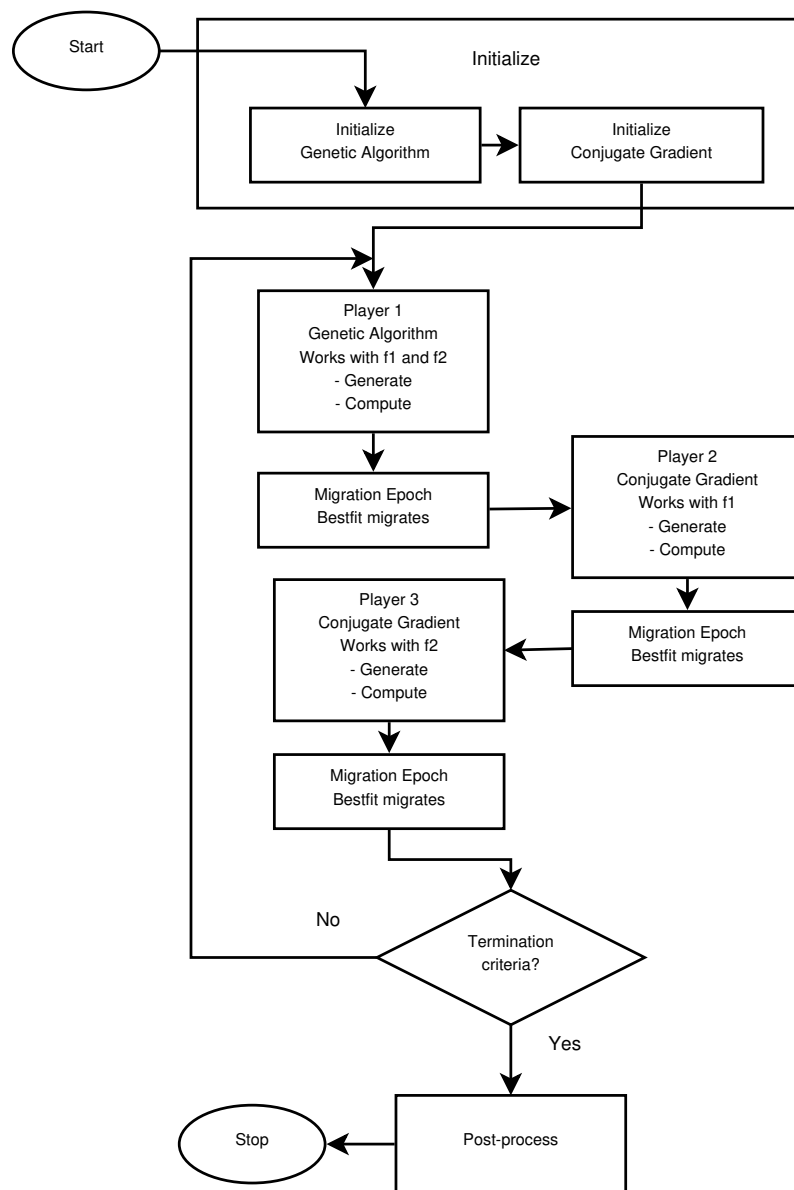 Start
Initialize
Initialize
Genetic Algorithm
Initialize
Conjugate Gradient
Player 1
Genetic Algorithm
Works with f1 and f2
- Generate
- Compute
Migration Epoch
Bestfit migrates
Player 2
Conjugate Gradient
Works with f1
- Generate
- Compute
Migration Epoch
Bestfit migrates
Player 3
Conjugate Gradient
Works with f2
- Generate
- Compute
Migration Epoch
Bestfit migrates
No
Termination
criteria?
Yes
Post-process
Stop